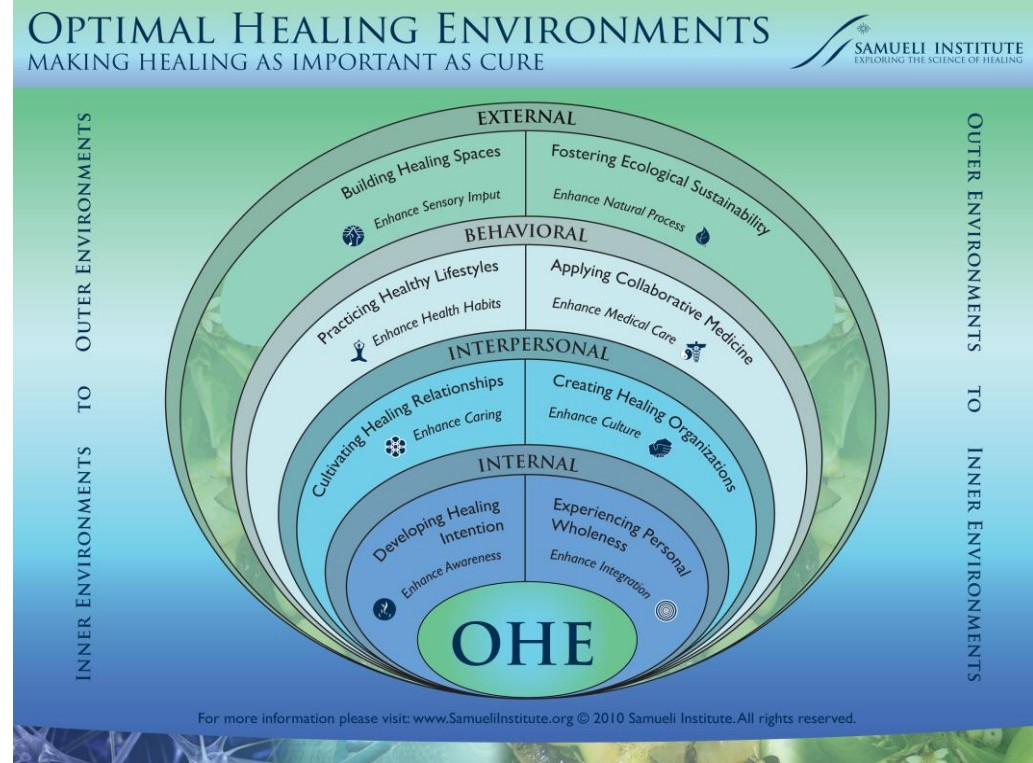 OPTIMAL HEALING ENVIRONMENTS
MAKING HEALING AS IMPORTANT AS CURE
SAMUELI INSTITUTE
EXPLORING THE SCIENCE OF HEALING
INNER ENVIRONMENTS TO OUTER ENVIRONMENTS
EXTERNAL
Building Healing Spaces
Enhance Sensory Imput
Fostering Ecological Sustainability
Enhance Natural Process
BEHAVIORAL
Practicing Healthy Lifestyles
Enhance Health Habits
Applying Collaborative Medicine
Enhance Medical Care
INTERPERSONAL
Cultivating Healing Relationships
Enhance Caring
Creating Healing Organizations
Enhance Culture
INTERNAL
Developing Healing
Intention
Enhance Awareness
Experiencing Personal
Wholeness
Enhance Integration
OHE
OUTER ENVIRONMENTS TO INNER ENVIRONMENTS
For more information please visit: www.SamueliInstitute.org © 2010 Samueli Institute. All rights reserved.